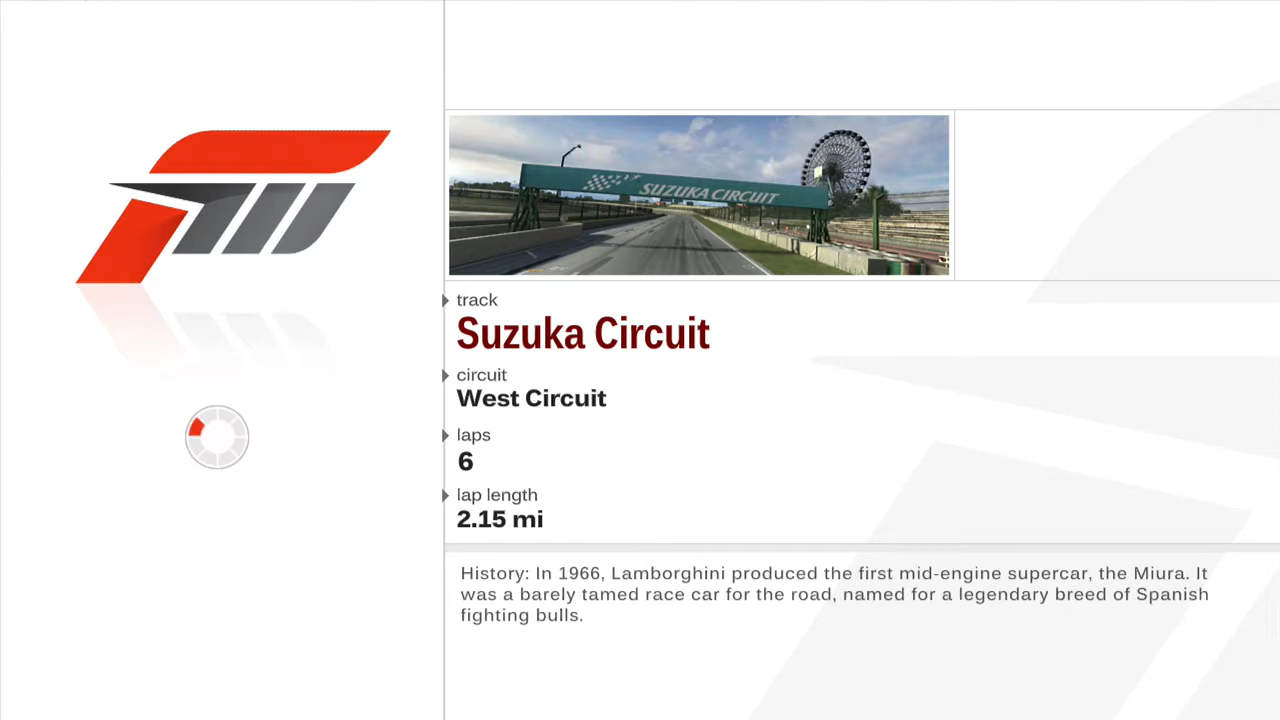 SUZUKA CIRCUIT
track
Suzuka Circuit
circuit
West Circuit
laps
6
lap length
2.15 mi
History: In 1966, Lamborghini produced the first mid-engine supercar, the Miura. It
was a barely tamed race car for the road, named for a legendary breed of Spanish
fighting bulls.